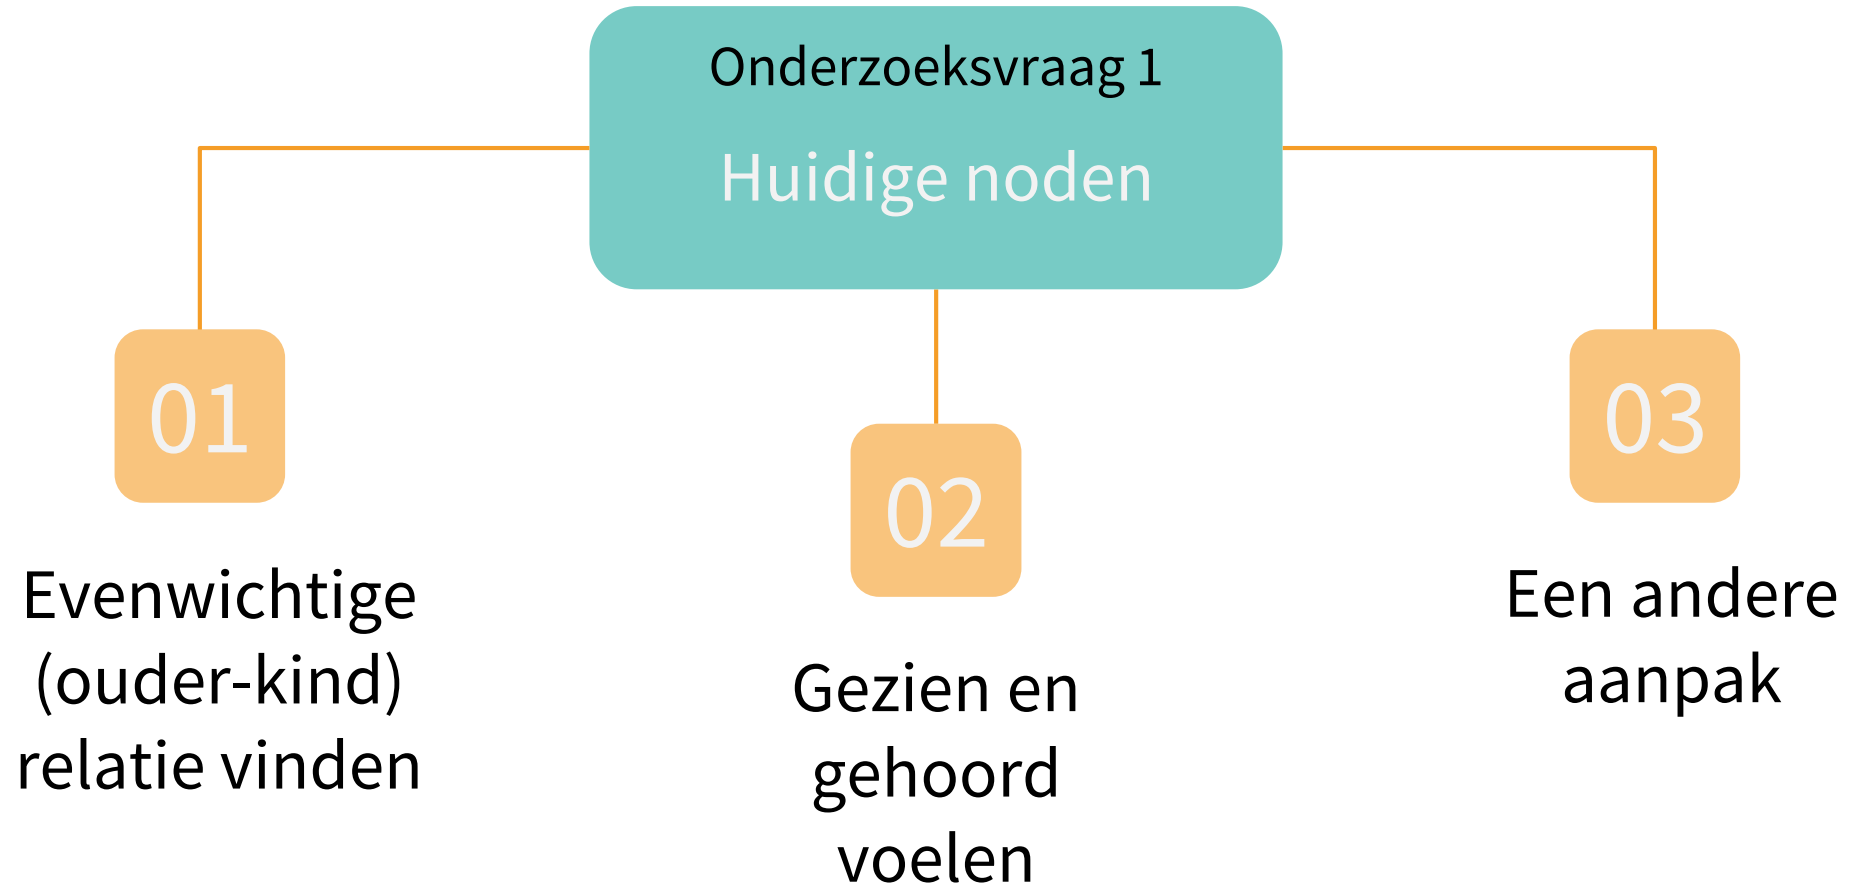 Onderzoeksvraag 1
Huidige noden
01
Evenwichtige
(ouder-kind)
relatie vinden
02
Gezien en
gehoord
voelen
03
Een andere
aanpak